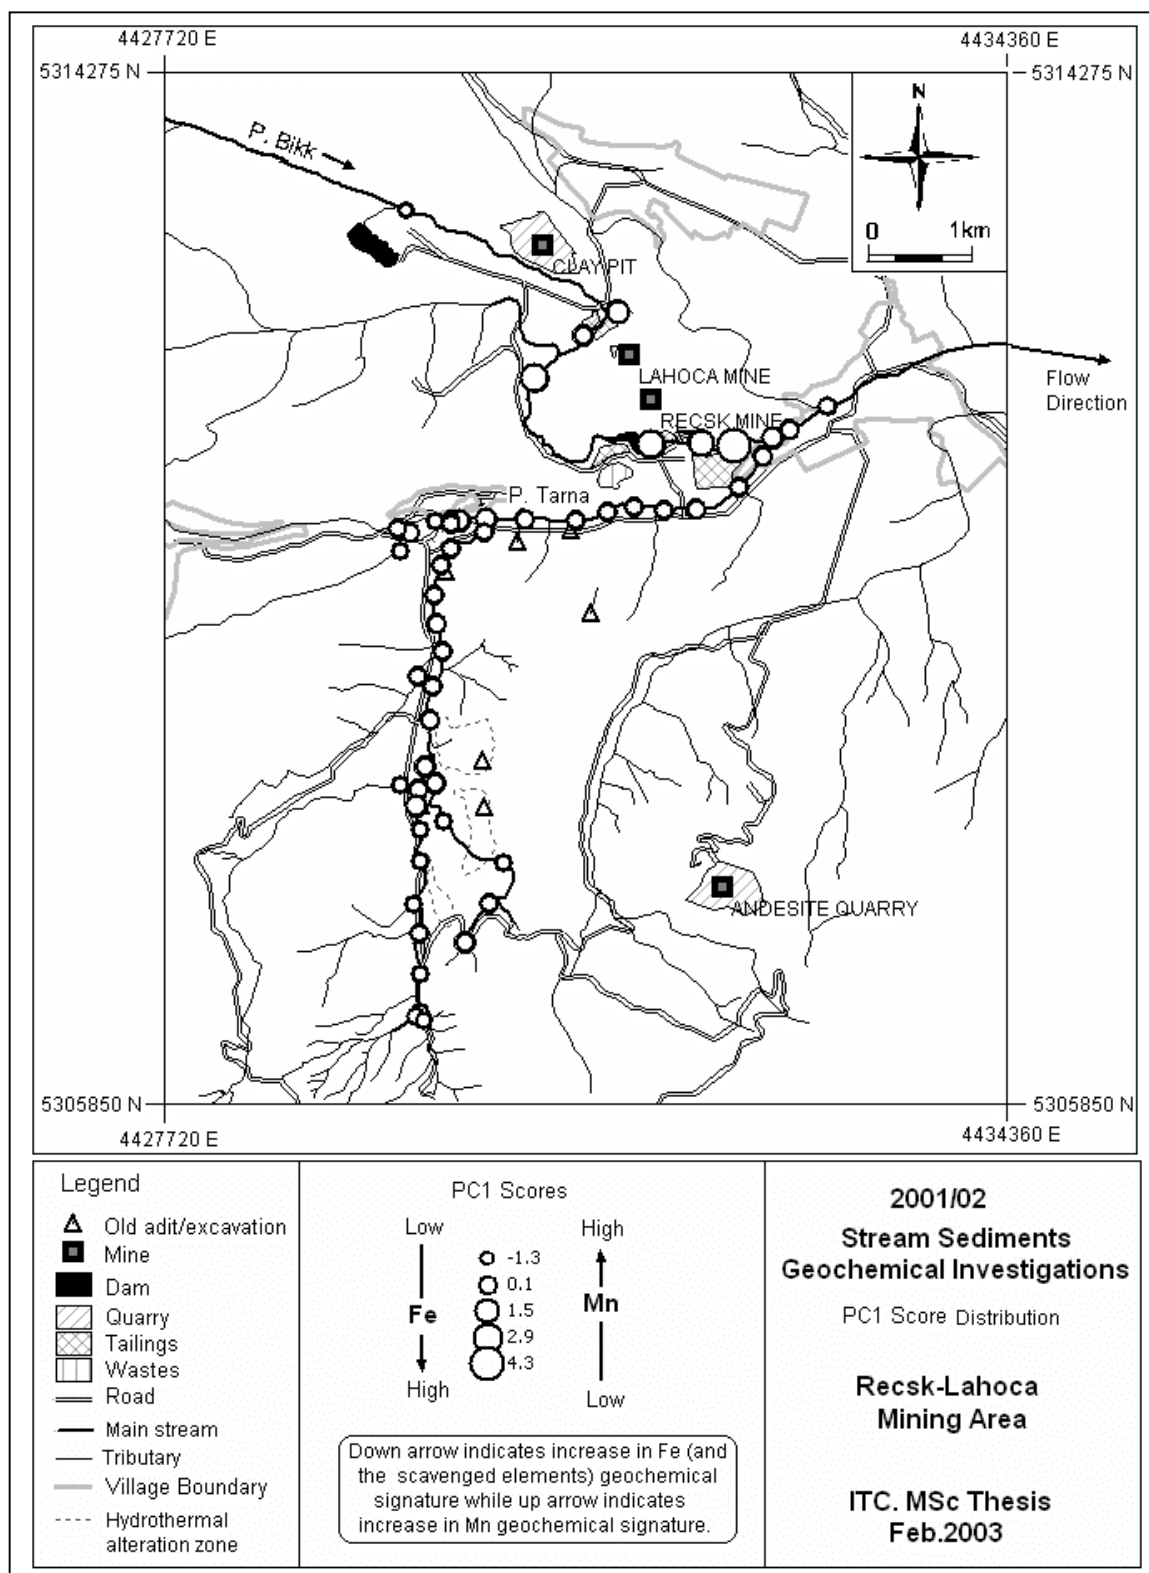 4427720 E
4434360 E
5314275 N
5314275 N
N
P. Bikk
0 1km
CLAY PIT
LAHOCA MINE
Flow
Direction
RECSK MINE
P. Tarna
ANDESITE QUARRY
5305850 N
5305850 N
4427720 E
4434360 E
Legend
Old adit/excavation
Mine
Dam
Quarry
Tailings
Wastes
Road
Main stream
Tributary
Village Boundary
Hydrothermal
alteration zone
PC1 Scores
Low
High
-1.3
0.1
1.5
2.9
4.3
Fe
Mn
High
Low
Down arrow indicates increase in Fe (and
the scavenged elements) geochemical
signature while up arrow indicates
increase in Mn geochemical signature.
2001/02
Stream Sediments
Geochemical Investigations
PC1 Score Distribution
Recsk-Lahoca
Mining Area
ITC. MSc Thesis
Feb.2003